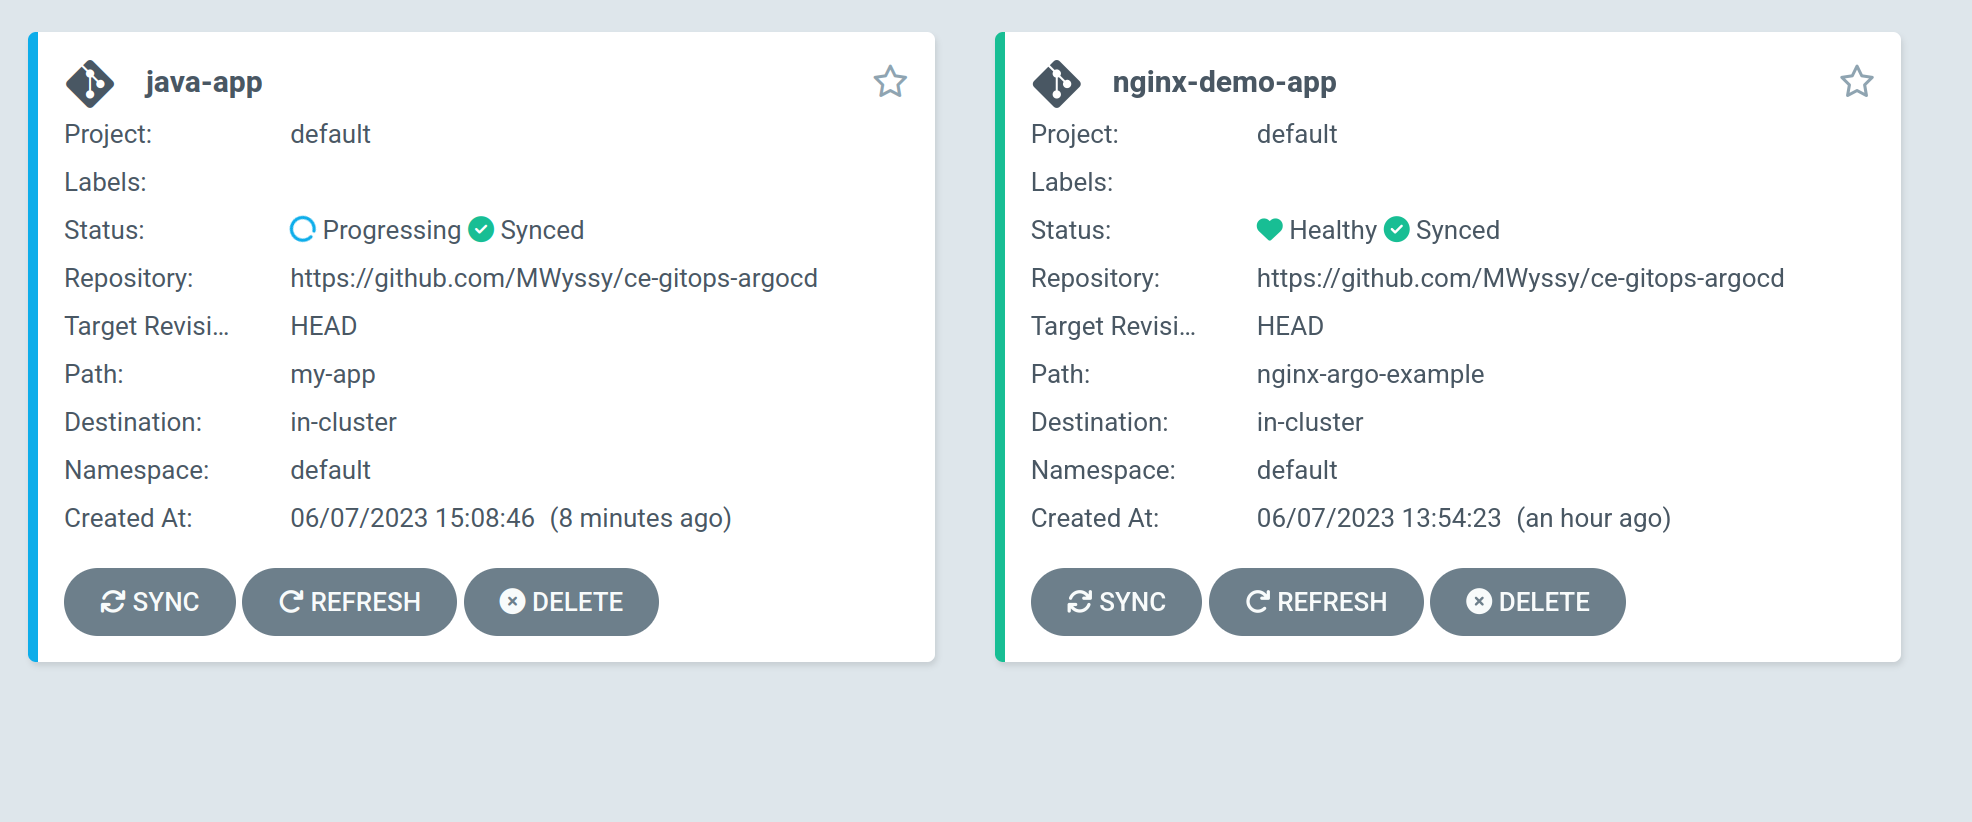 java-app
Project: default
Labels:
Status: Progressing Synced
Repository: https://github.com/MWyssy/ce-gitops-argocd
Target Revisi... HEAD
Path: my-app
Destination: in-cluster
Namespace: default
Created At: 06/07/2023 15:08:46 (8 minutes ago)
SYNC REFRESH DELETE
nginx-demo-app
Project: default
Labels:
Status: Healthy Synced
Repository: https://github.com/MWyssy/ce-gitops-argocd
Target Revisi... HEAD
Path: nginx-argo-example
Destination: in-cluster
Namespace: default
Created At: 06/07/2023 13:54:23 (an hour ago)
SYNC REFRESH DELETE